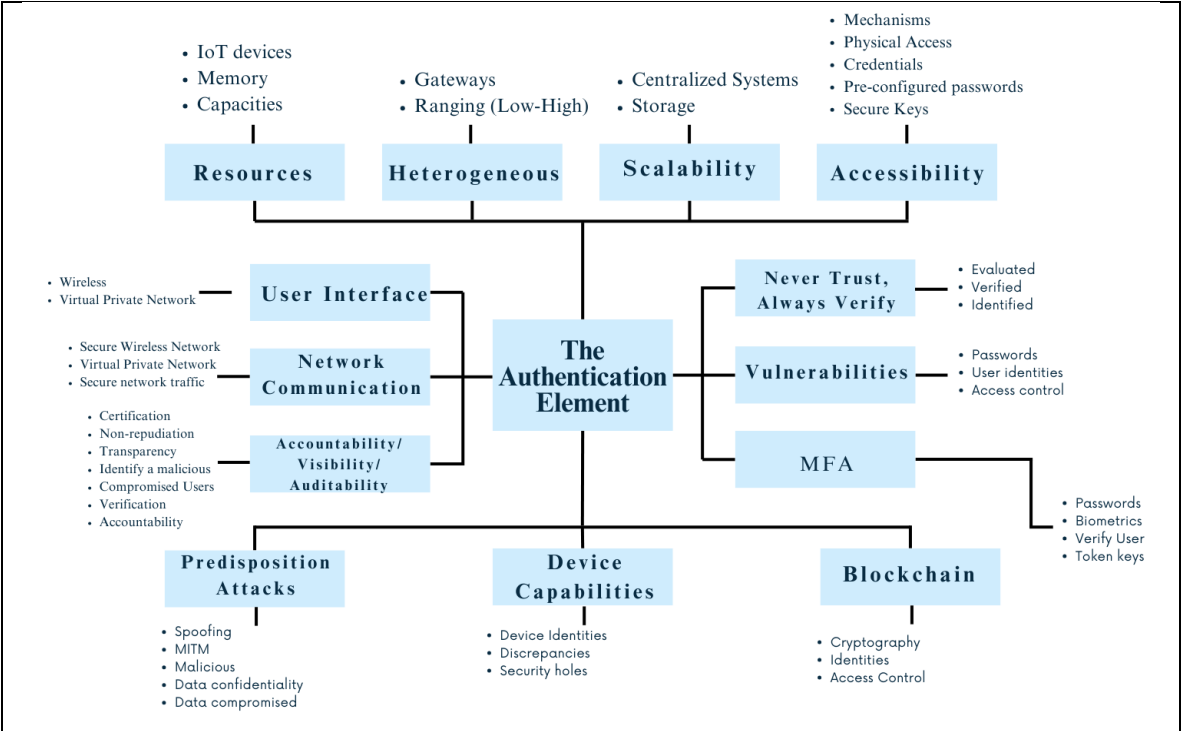 • IoT devices
• Memory
• Capacities
Resources
• Gateways
• Ranging (Low-High)
Heterogeneous
• Centralized Systems
• Storage
Scalability
• Mechanisms
• Physical Access
• Credentials
• Pre-configured passwords
• Secure Keys
Accessibility
• Wireless
• Virtual Private Network
User Interface
• Secure Wireless Network
• Virtual Private Network
• Secure network traffic
Network
Communication
• Certification
• Non-repudiation
• Transparency
• Identify a malicious
• Compromised Users
• Verification
• Accountability
Accountability/
Visibility/
Auditability
The
Authentication
Element
Never Trust,
Always Verify
• Evaluated
• Verified
• Identified
Vulnerabilities
• Passwords
• User identities
• Access control
MFA
• Passwords
• Biometrics
• Verify User
• Token keys
Predisposition
Attacks
• Spoofing
• MITM
• Malicious
• Data confidentiality
• Data compromised
Device
Capabilities
• Device Identities
• Discrepancies
• Security holes
Blockchain
• Cryptography
• Identities
• Access Control